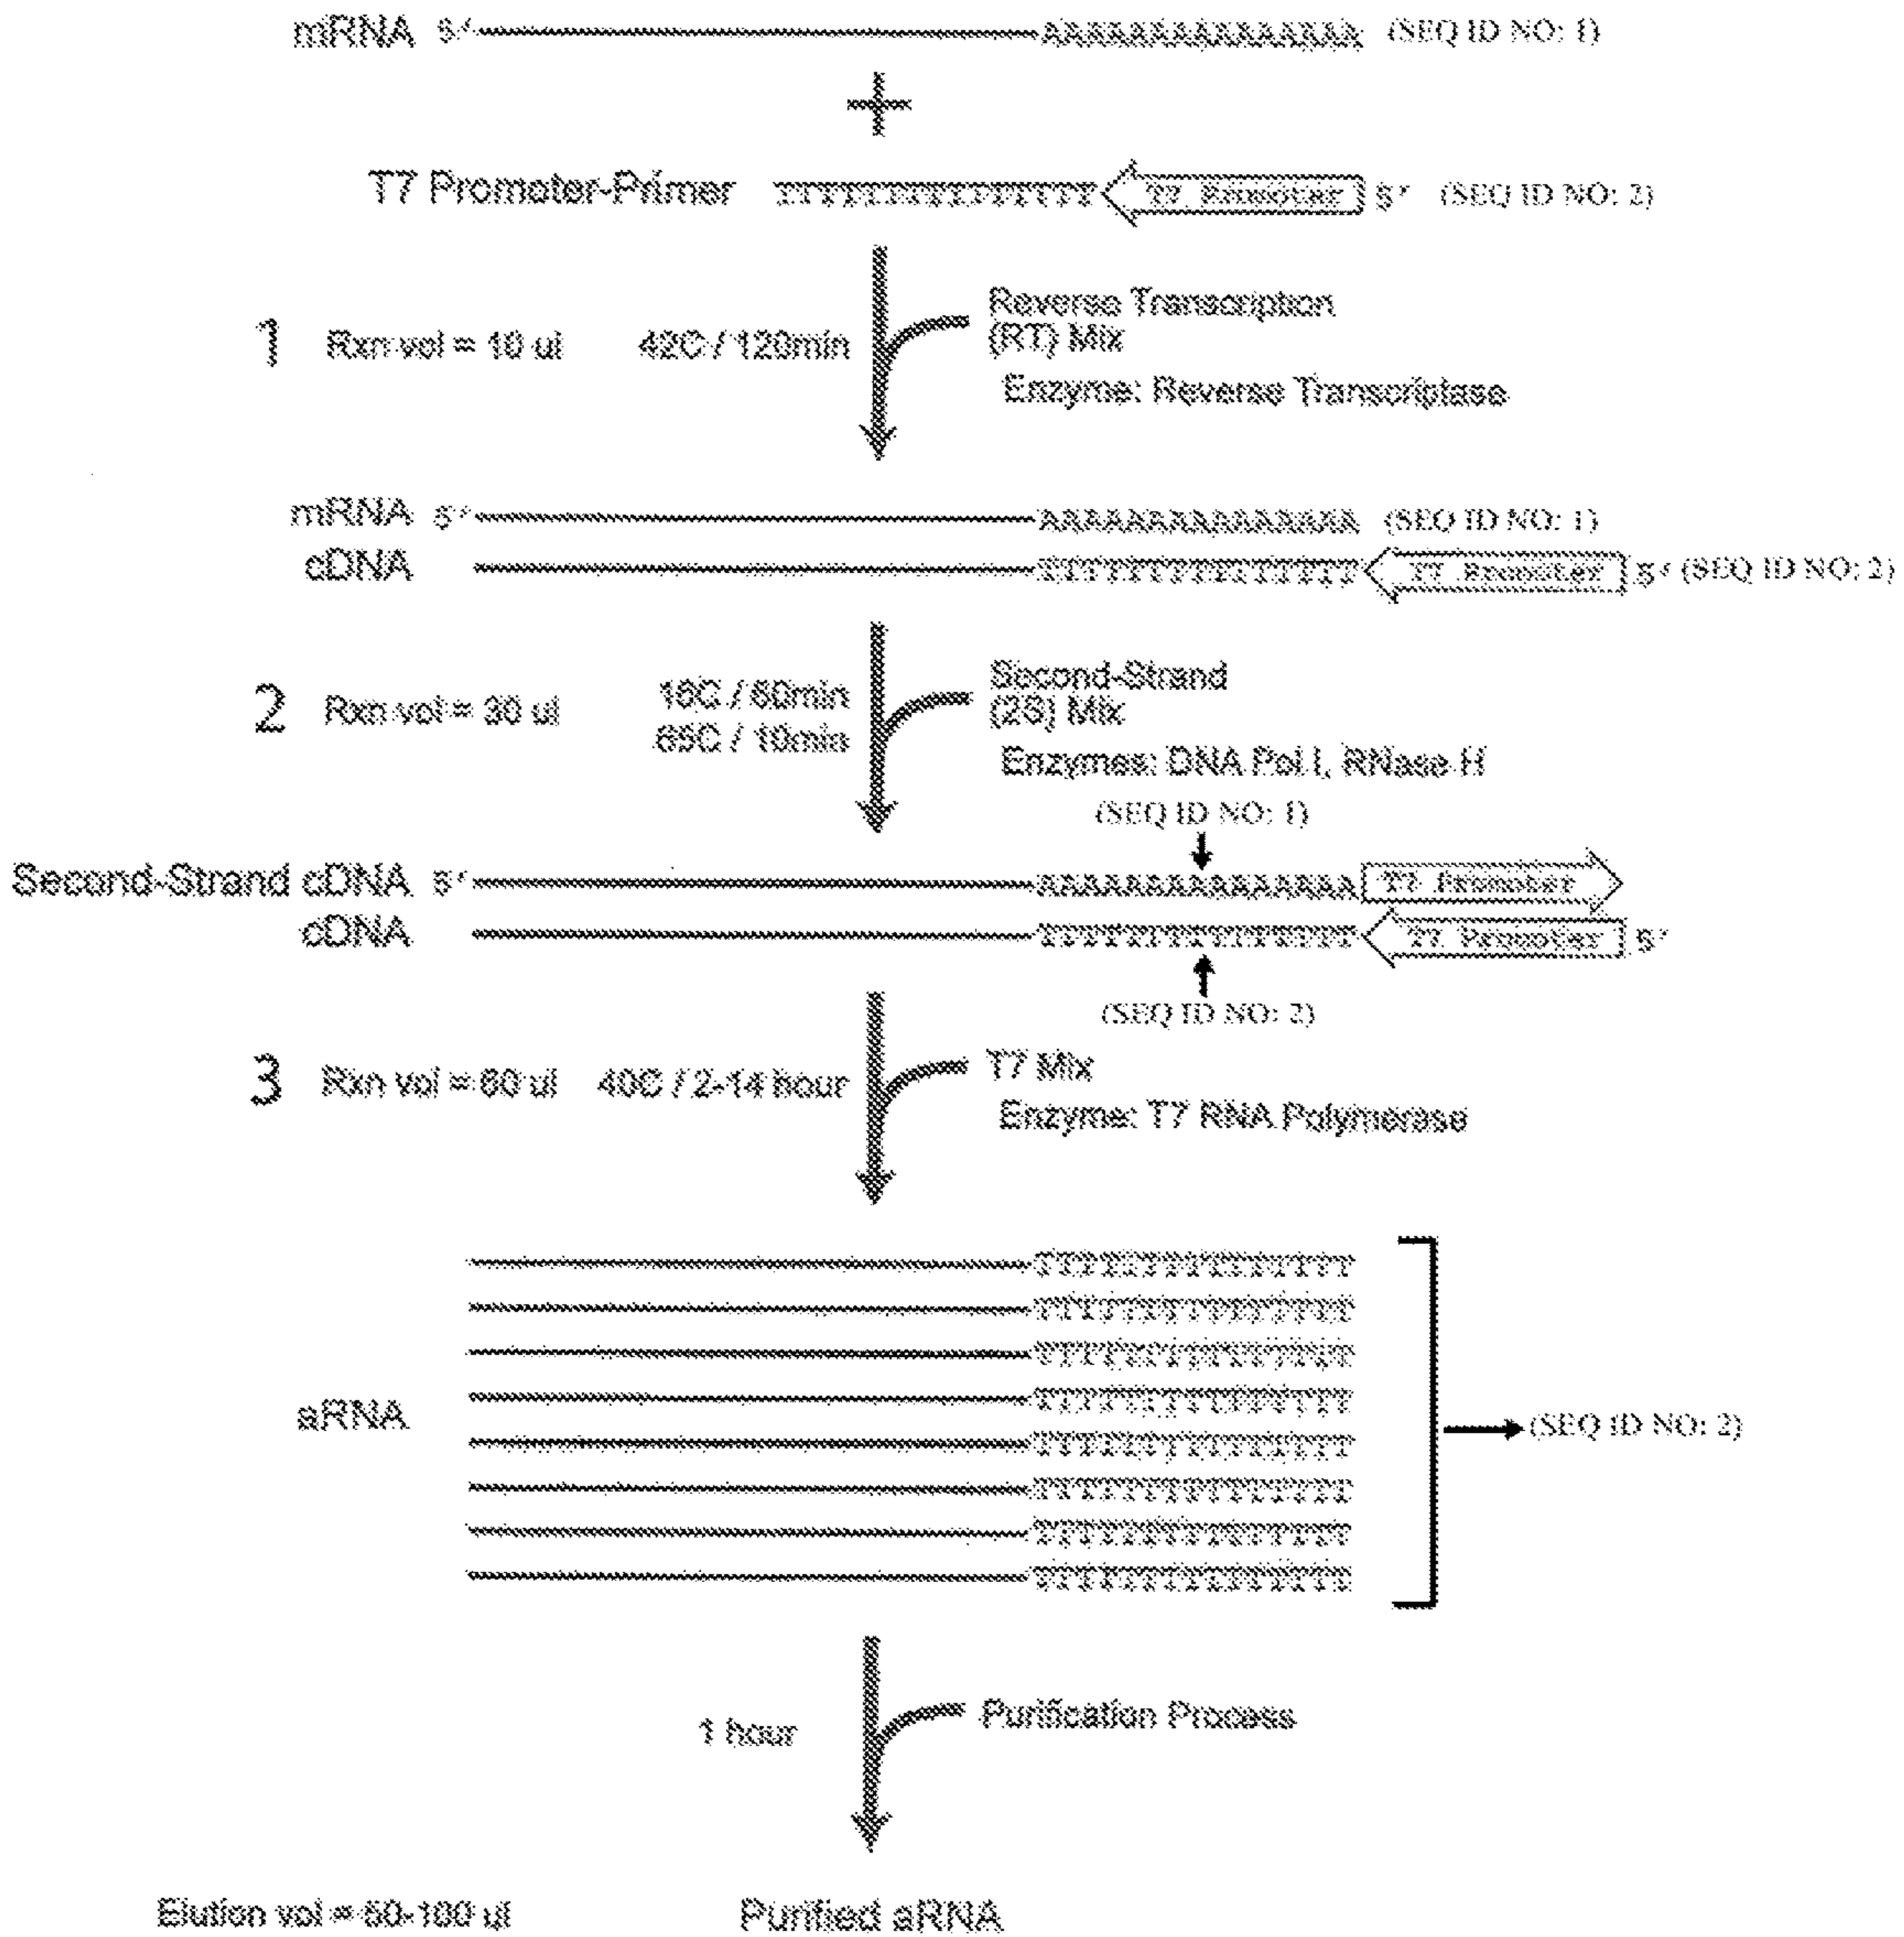 mRNA 5' AAAAAAAAAAAAAAA (SEQ ID NO: 1)
+
T7 Promoter-Primer TTTTTTTTTTTTTTT T7 Promoter 5' (SEQ ID NO: 2)
Reverse Transcription
1 Rxn vol = 10 ul 42C / 120min (RT) Mix
Enzyme: Reverse Transcriptase
mRNA 5' AAAAAAAAAAAAAAA (SEQ ID NO: 1)
cDNA TTTTTTTTTTTTTTT T7 Promoter 5' (SEQ ID NO: 2)
Second-Strand
2 Rxn vol = 30 ul 16C / 60min (2S) Mix
65C / 10min
Enzymes: DNA Pol I, RNase H
(SEQ ID NO: 1)
Second-Strand cDNA 5' AAAAAAAAAAAAAAA T7 Promoter
cDNA TTTTTTTTTTTTTTT T7 Promoter 5'
(SEQ ID NO: 2)
3 Rxn vol = 60 ul 40C / 2-14 hour T7 Mix
Enzyme: T7 RNA Polymerase
TTTTTTTTTTTTTTT
TTTTTTTTTTTTTTT
TTTTTTTTTTTTTTT
TTTTTTTTTTTTTTT
aRNA (SEQ ID NO: 2)
TTTTTTTTTTTTTTT
TTTTTTTTTTTTTTT
TTTTTTTTTTTTTTT
TTTTTTTTTTTTTTT
1 hour Purification Process
Elution vol = 50-100 ul Purified aRNA